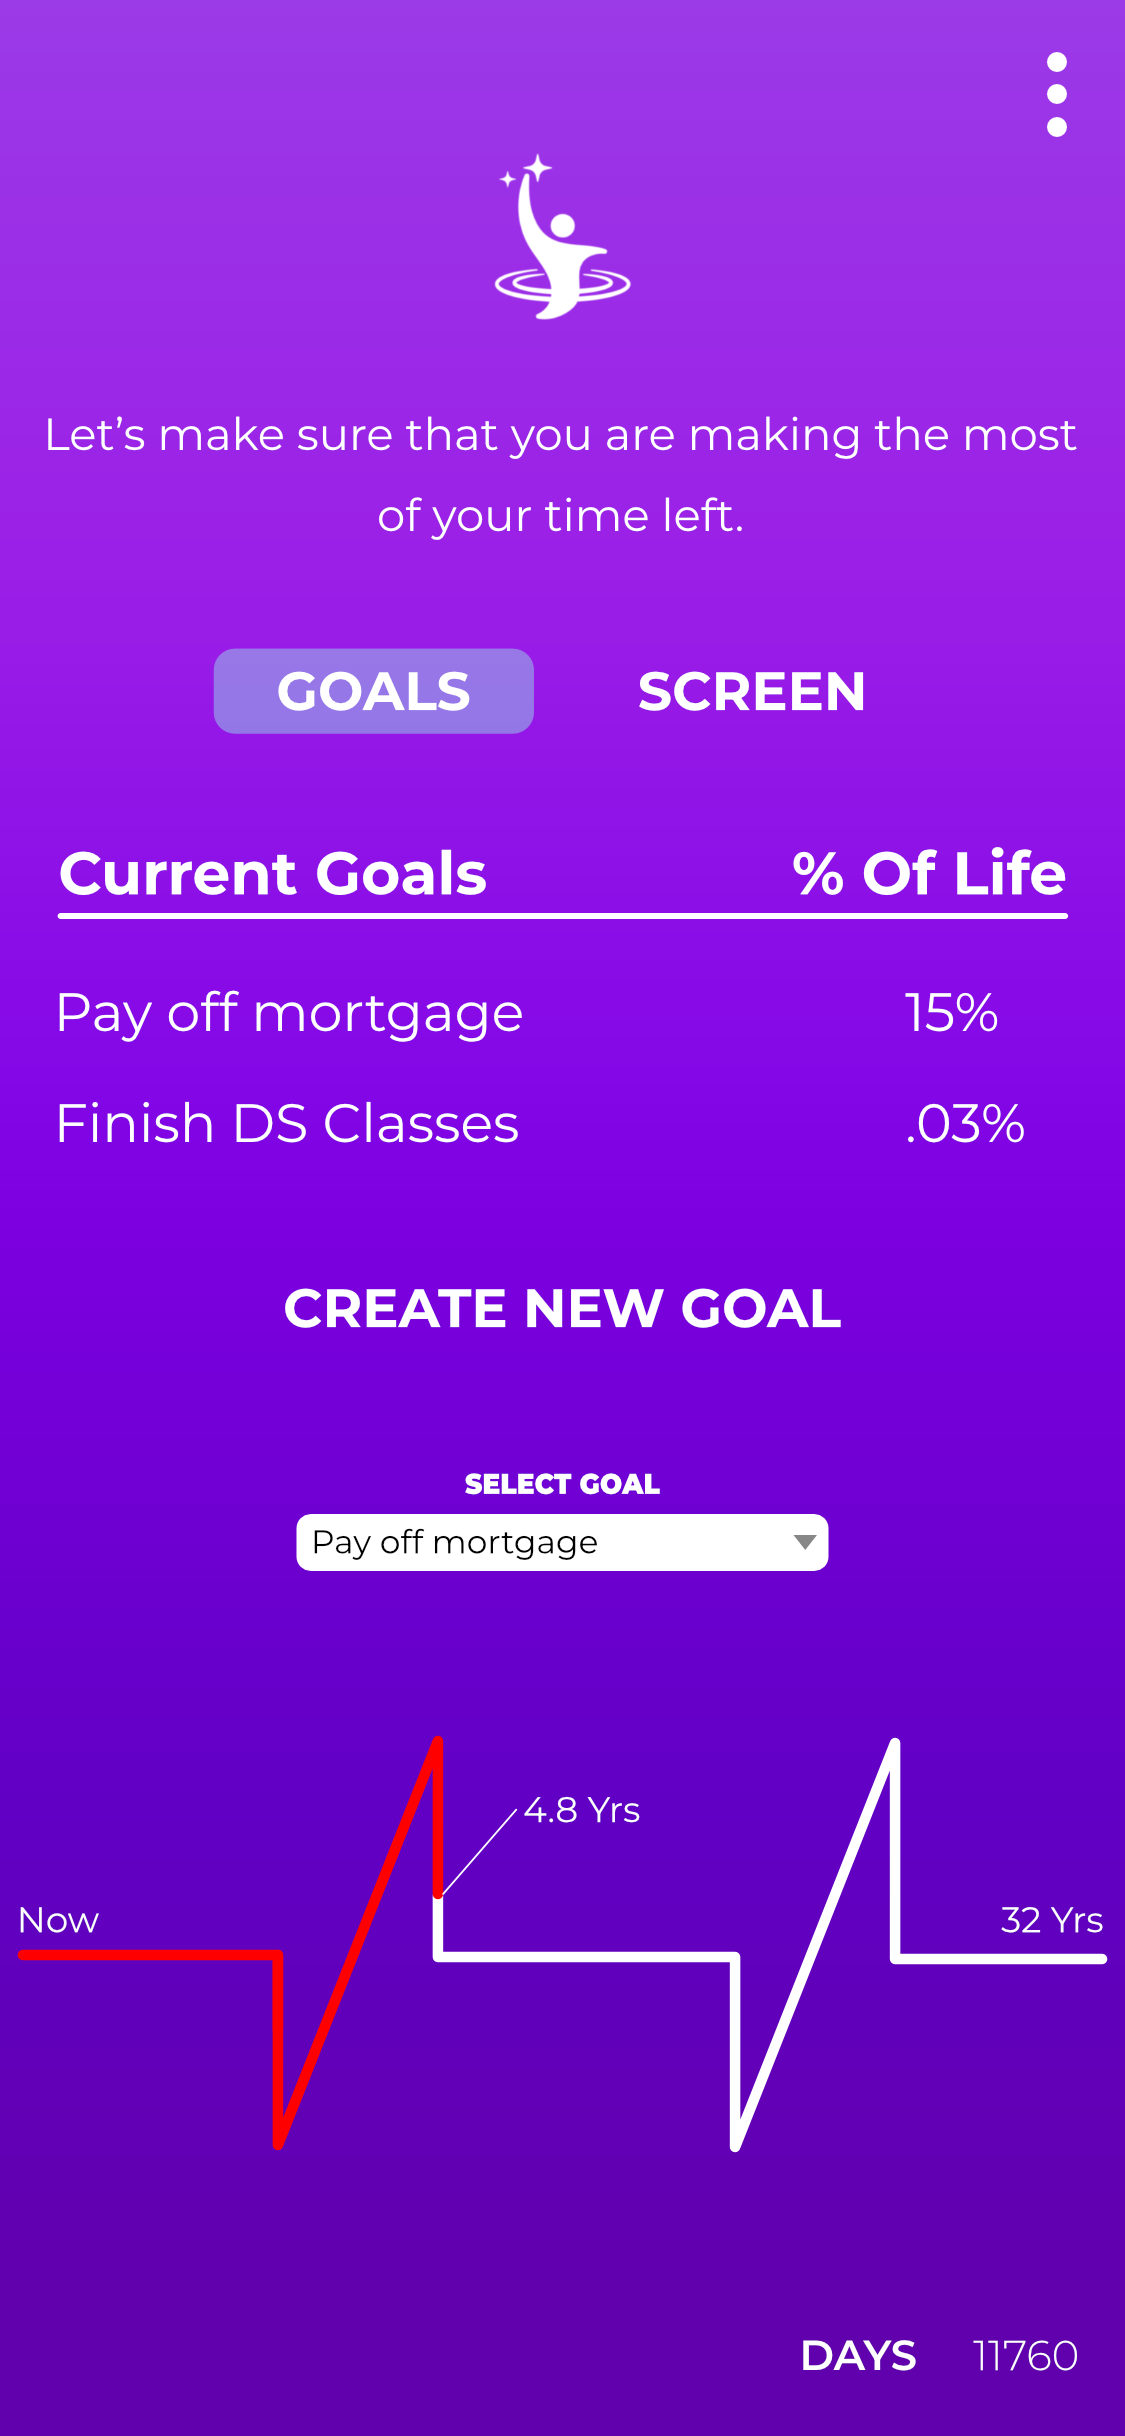 Let’s make sure that you are making the most
of your time left.
GOALS SCREEN
Current Goals % Of Life
Pay off mortgage 15%
Finish DS Classes .03%
CREATE NEW GOAL
SELECT GOAL
Pay off mortgage
4.8 Yrs
Now 32 Yrs
DAYS 11760